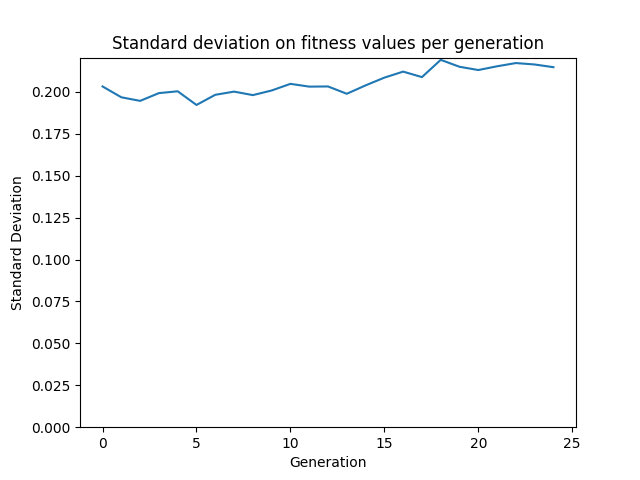 Standard deviation on fitness values per generation
Standard Deviation
0.200
0.175
0.150
0.125
0.100
0.075
0.050
0.025
0.000
0 5 10 15 20 25
Generation